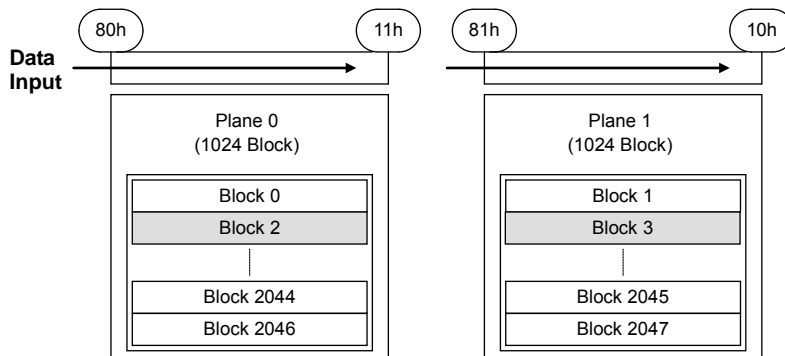 80h
11h
81h
10h
Data
Input
Plane 0
(1024 Block)
Block 0
Block 2
Block 2044
Block 2046
Plane 1
(1024 Block)
Block 1
Block 3
Block 2045
Block 2047